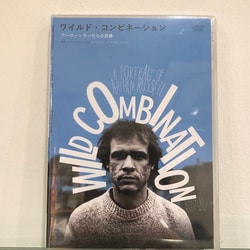 ワイルド・コンビネーション
アーサー・ラッセルの肖像
A PORTRAIT OF
ARTHUR RUSSELL
WILD COMBINATION